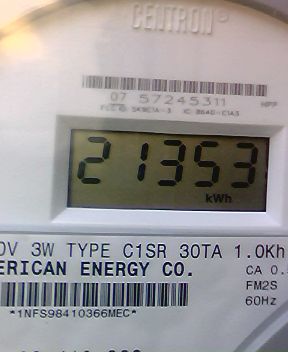 CENTRON
07 57245311
HPP
21353
kWh
0V 3W TYPE C1SR 30TA 1.0Kh
ERICAN ENERGY CO.
CA 0.
FM2S
60Hz
*1NFS98410366MEC*